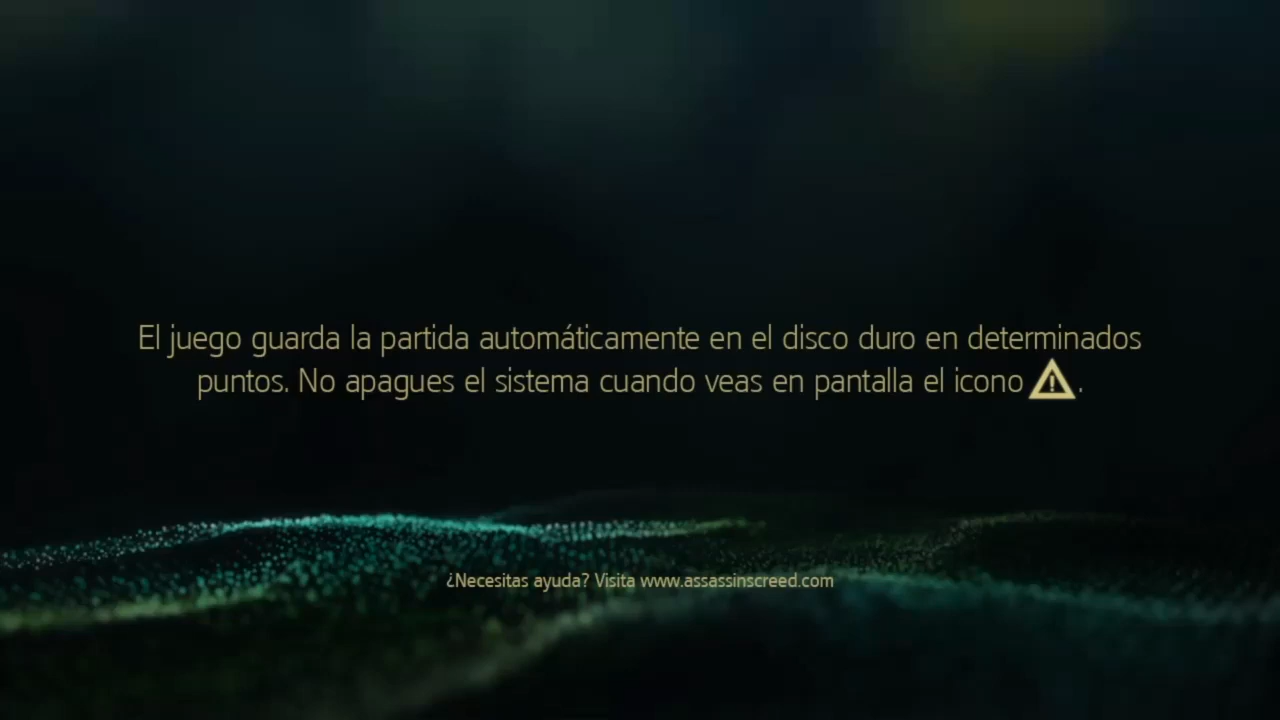 El juego guarda la partida automáticamente en el disco duro en determinados
puntos. No apagues el sistema cuando veas en pantalla el icono ⚠.
¿Necesitas ayuda? Visita www.assassinscreed.com